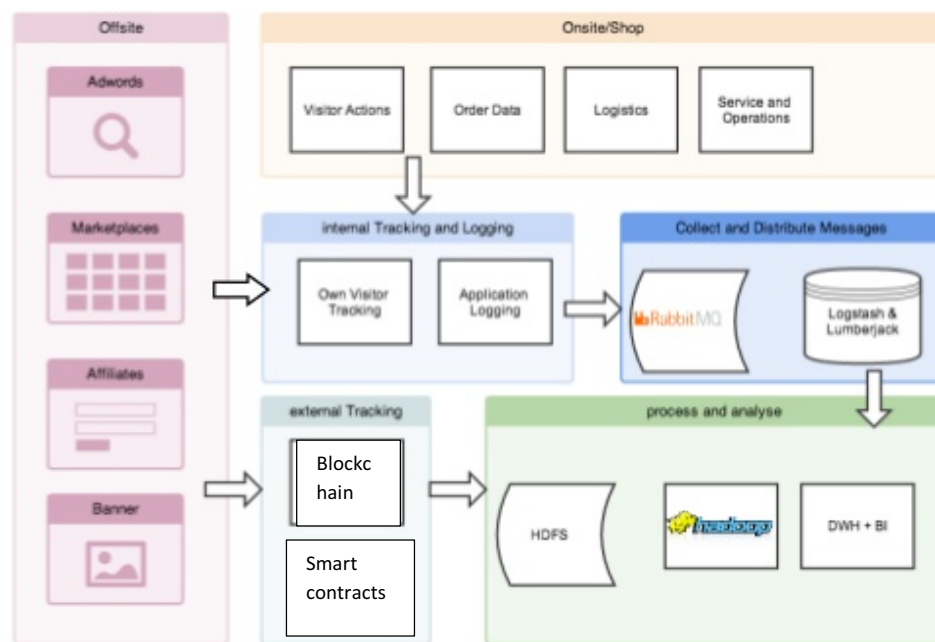 Offsite
Adwords
Marketplaces
Affiliates
Banner
Onsite/Shop
Visitor Actions
Order Data
Logistics
Service and
Operations
internal Tracking and Logging
Own Visitor
Tracking
Application
Logging
Collect and Distribute Messages
RabbitMQ
Logstash &
Lumberjack
external Tracking
Blockc
hain
Smart
contracts
process and analyse
HDFS
hadoop
DWH + BI